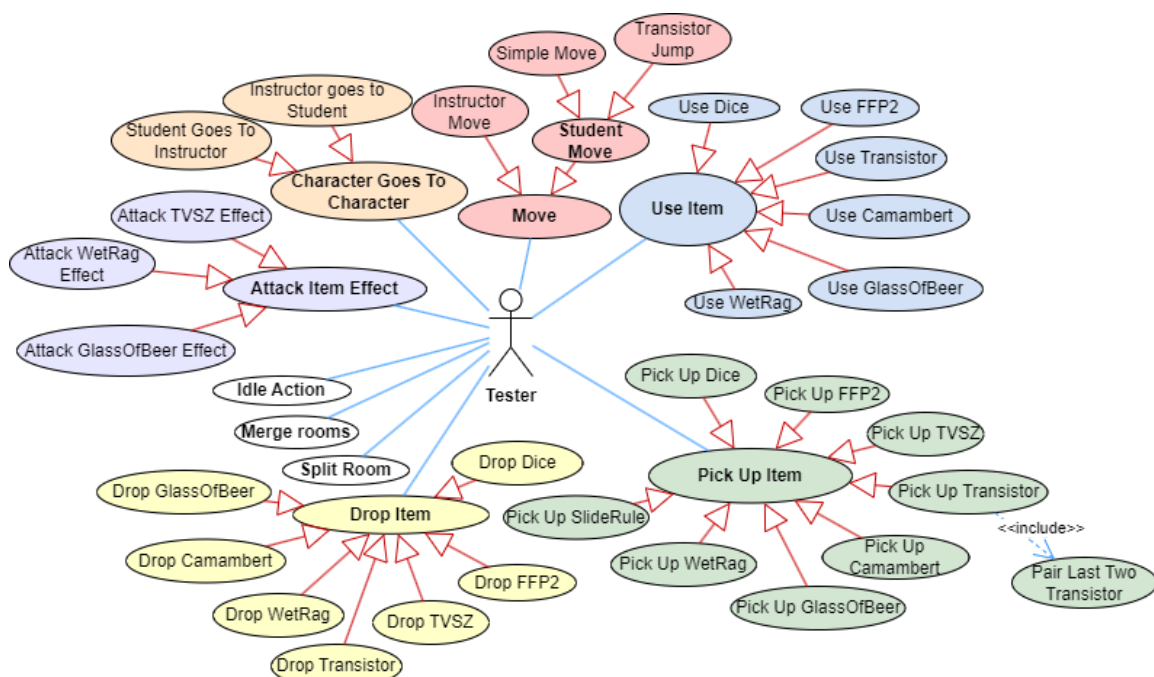 Simple Move
Transistor
Jump
Instructor goes to
Student
Instructor
Move
Student Goes To
Instructor
Student
Move
Character Goes To
Character
Move
Use Dice
Use FFP2
Use Transistor
Use Item
Use Camambert
Use GlassOfBeer
Use WetRag
Attack TVSZ Effect
Attack WetRag
Effect
Attack Item Effect
Attack GlassOfBeer Effect
Tester
Idle Action
Merge rooms
Split Room
Drop Dice
Drop GlassOfBeer
Drop Item
Drop Camambert
Drop FFP2
Drop WetRag
Drop TVSZ
Drop Transistor
Pick Up Dice
Pick Up FFP2
Pick Up TVSZ
Pick Up Item
Pick Up Transistor
Pick Up SlideRule
<<include>>
Pick Up WetRag
Pick Up
Camambert
Pick Up GlassOfBeer
Pair Last Two
Transistor